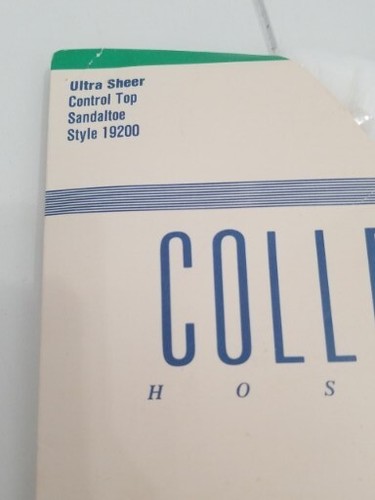 Ultra Sheer
Control Top
Sandaltoe
Style 19200
COLL
H O S